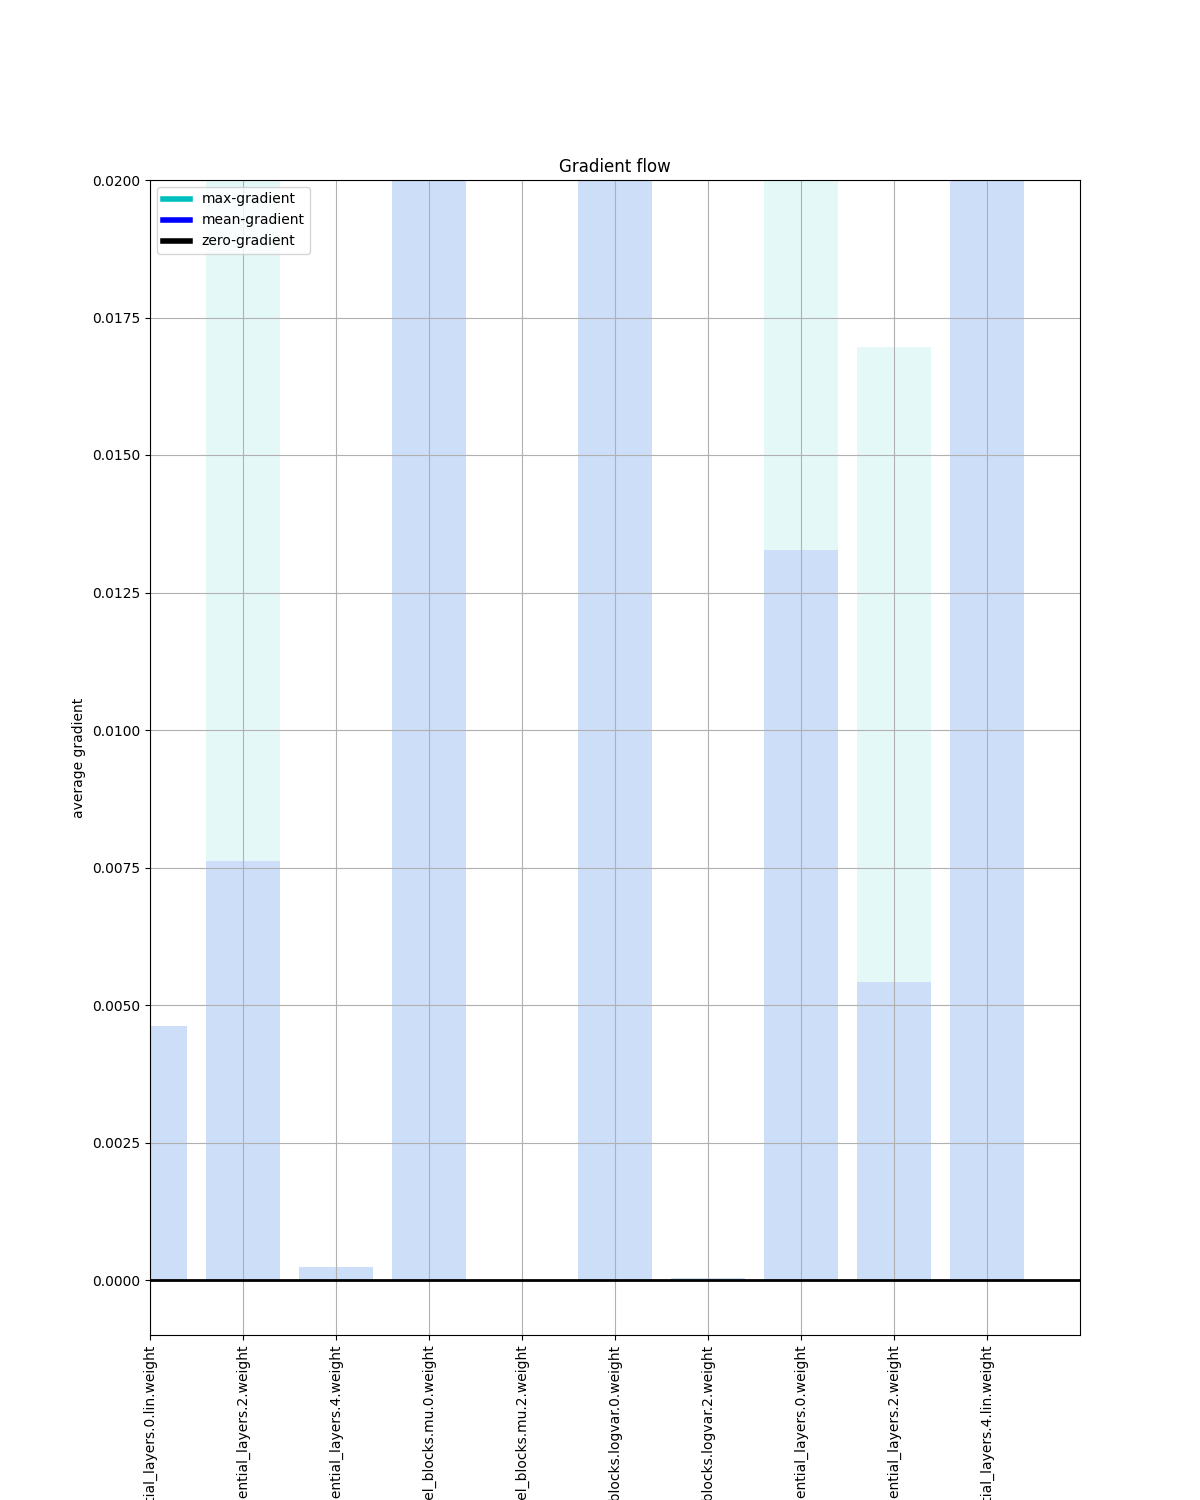 Gradient flow
max-gradient
mean-gradient
zero-gradient
0.0200
0.0175
0.0150
0.0125
0.0100
0.0075
0.0050
0.0025
0.0000
average gradient
tial_layers.0.lin.weight
ential_layers.2.weight
ential_layers.4.weight
el_blocks.mu.0.weight
el_blocks.mu.2.weight
blocks.logvar.0.weight
blocks.logvar.2.weight
ential_layers.0.weight
ential_layers.2.weight
tial_layers.4.lin.weight